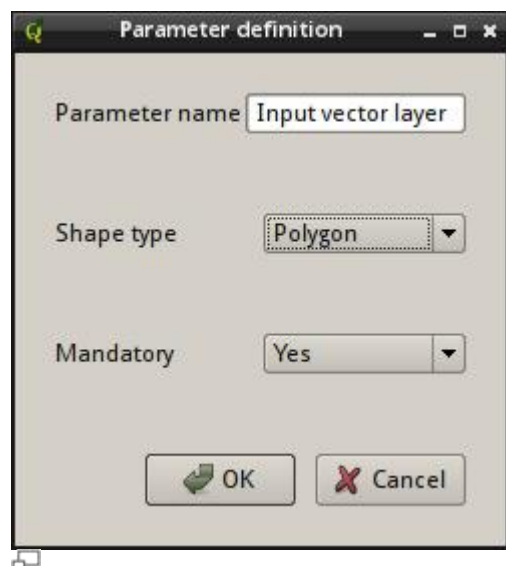 Parameter definition
Parameter name Input vector layer
Shape type Polygon
Mandatory Yes
OK Cancel